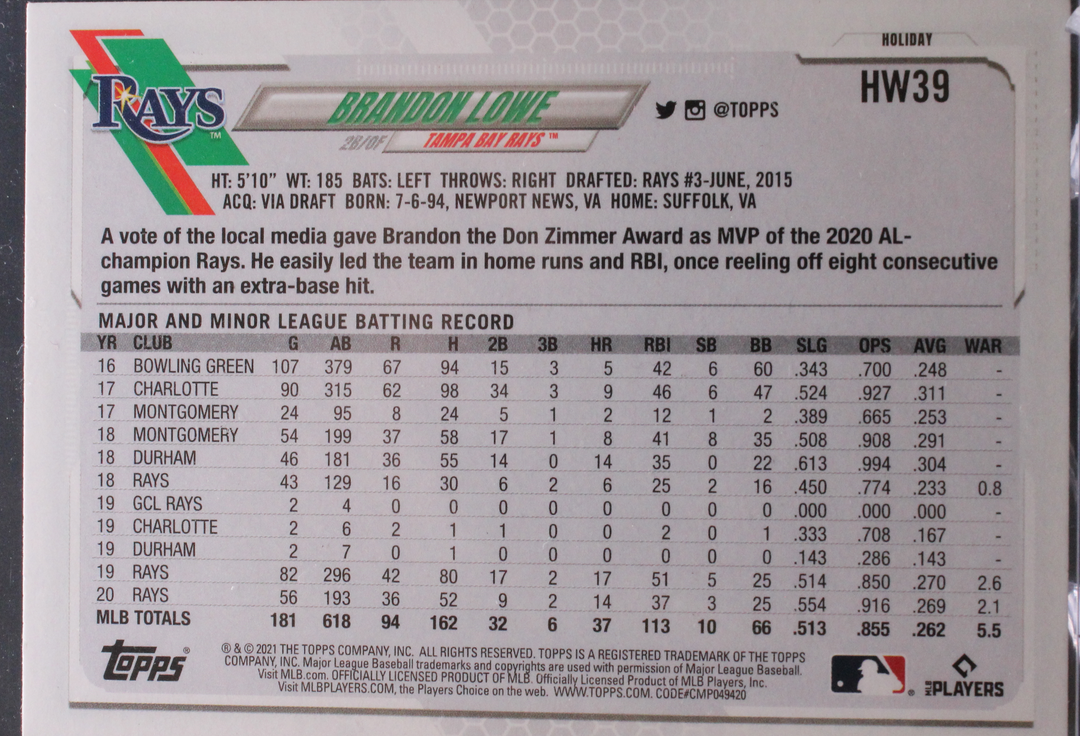 HOLIDAY
HW39
RAYS™
BRANDON LOWE
@TOPPS
2B/OF TAMPA BAY RAYS™
HT: 5'10" WT: 185 BATS: LEFT THROWS: RIGHT DRAFTED: RAYS #3-JUNE, 2015
ACQ: VIA DRAFT BORN: 7-6-94, NEWPORT NEWS, VA HOME: SUFFOLK, VA
A vote of the local media gave Brandon the Don Zimmer Award as MVP of the 2020 AL-
champion Rays. He easily led the team in home runs and RBI, once reeling off eight consecutive
games with an extra-base hit.
MAJOR AND MINOR LEAGUE BATTING RECORD
YR CLUB G AB R H 2B 3B HR RBI SB BB SLG OPS AVG WAR
16 BOWLING GREEN 107 379 67 94 15 3 5 42 6 60 .343 .700 .248 -
17 CHARLOTTE 90 315 62 98 34 3 9 46 6 47 .524 .927 .311 -
17 MONTGOMERY 24 95 8 24 5 1 2 12 1 2 .389 .665 .253 -
18 MONTGOMERY 54 199 37 58 17 1 8 41 8 35 .508 .908 .291 -
18 DURHAM 46 181 36 55 14 0 14 35 0 22 .613 .994 .304 -
18 RAYS 43 129 16 30 6 2 6 25 2 16 .450 .774 .233 0.8
19 GCL RAYS 2 4 0 0 0 0 0 0 0 0 .000 .000 .000 -
19 CHARLOTTE 2 6 2 1 1 0 0 2 0 1 .333 .708 .167 -
19 DURHAM 2 7 0 1 0 0 0 0 0 0 .143 .286 .143 -
19 RAYS 82 296 42 80 17 2 17 51 5 25 .514 .850 .270 2.6
20 RAYS 56 193 36 52 9 2 14 37 3 25 .554 .916 .269 2.1
MLB TOTALS 181 618 94 162 32 6 37 113 10 66 .513 .855 .262 5.5
topps®
® & © 2021 THE TOPPS COMPANY, INC. ALL RIGHTS RESERVED. TOPPS IS A REGISTERED TRADEMARK OF THE TOPPS
COMPANY, INC. Major League Baseball trademarks and copyrights are used with permission of Major League Baseball.
Visit MLB.com. OFFICIALLY LICENSED PRODUCT OF MLB. Officially Licensed Product of MLB Players, Inc.
Visit MLBPLAYERS.COM, the Players Choice on the web. WWW.TOPPS.COM. CODE#CMP049420
MLB PLAYERS